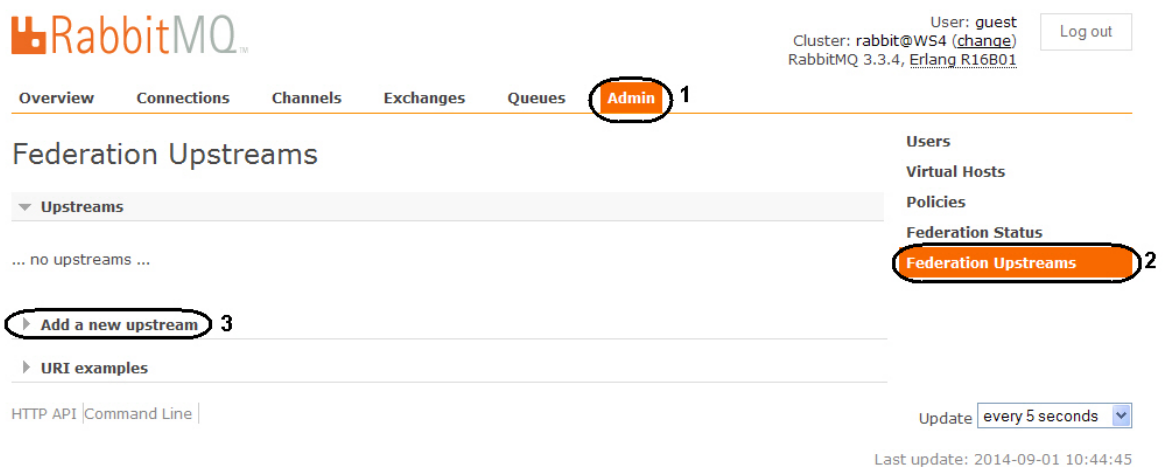 RabbitMQ™
User: guest
Cluster: rabbit@WS4 (change)
RabbitMQ 3.3.4, Erlang R16B01
Log out
Overview Connections Channels Exchanges Queues Admin 1
Federation Upstreams
Upstreams
... no upstreams ...
Add a new upstream 3
URI examples
Users
Virtual Hosts
Policies
Federation Status
Federation Upstreams 2
HTTP API Command Line
Update every 5 seconds
Last update: 2014-09-01 10:44:45